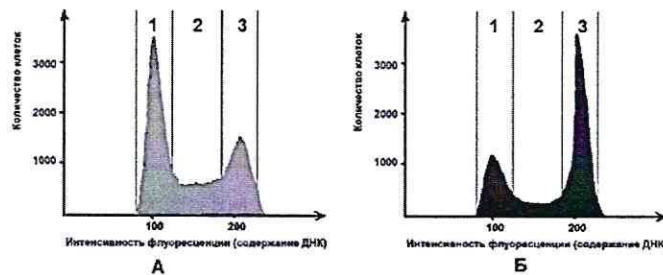 1 2 3
Количество клеток
3000
2000
1000
100 200
Интенсивность флуоресценции (содержание ДНК)
А
1 2 3
Количество клеток
3000
2000
1000
100 200
Интенсивность флуоресценции (содержание ДНК)
Б